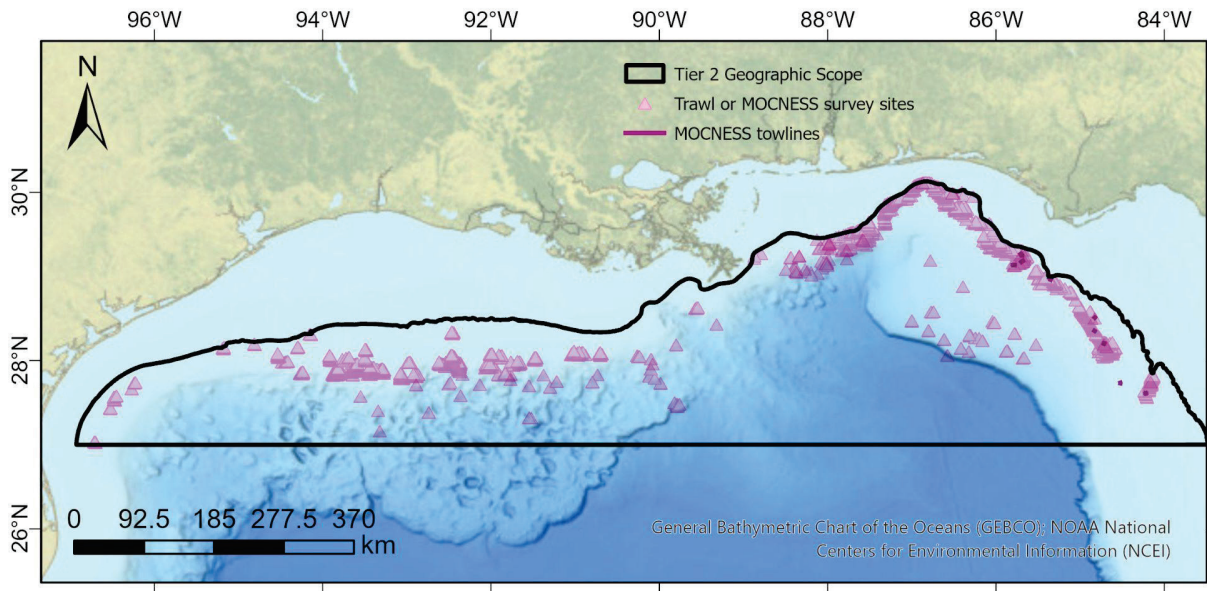 96°W 94°W 92°W 90°W 88°W 86°W 84°W
N
Tier 2 Geographic Scope
Trawl or MOCNESS survey sites
MOCNESS towlines
30°N
28°N
26°N
0 92.5 185 277.5 370
km
General Bathymetric Chart of the Oceans (GEBCO); NOAA National
Centers for Environmental Information (NCEI)